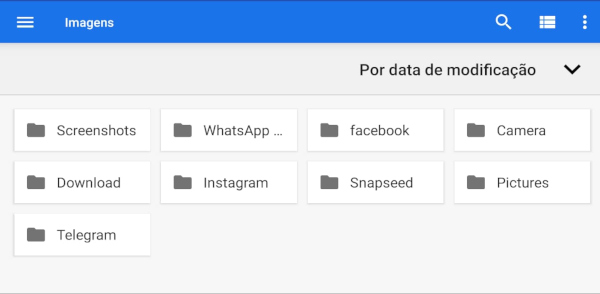 Imagens
Por data de modificação
Screenshots
WhatsApp ...
facebook
Camera
Download
Instagram
Snapseed
Pictures
Telegram